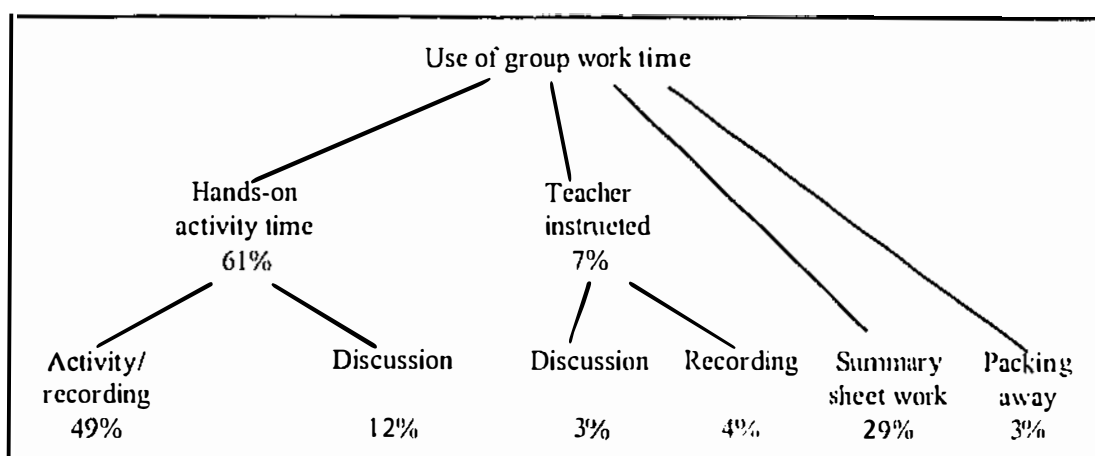 Use of group work time
Hands-on
activity time
61%
Teacher
instructed
7%
Activity/
recording
49%
Discussion
12%
Discussion
3%
Recording
4%
Summary
sheet work
29%
Packing
away
3%